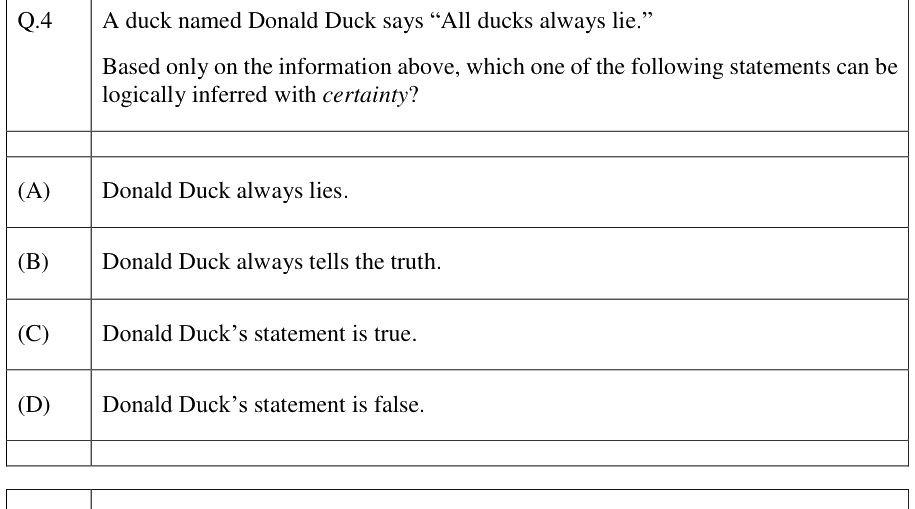 Q.4 A duck named Donald Duck says “All ducks always lie.”
Based only on the information above, which one of the following statements can be
logically inferred with certainty?
(A) Donald Duck always lies.
(B) Donald Duck always tells the truth.
(C) Donald Duck’s statement is true.
(D) Donald Duck’s statement is false.